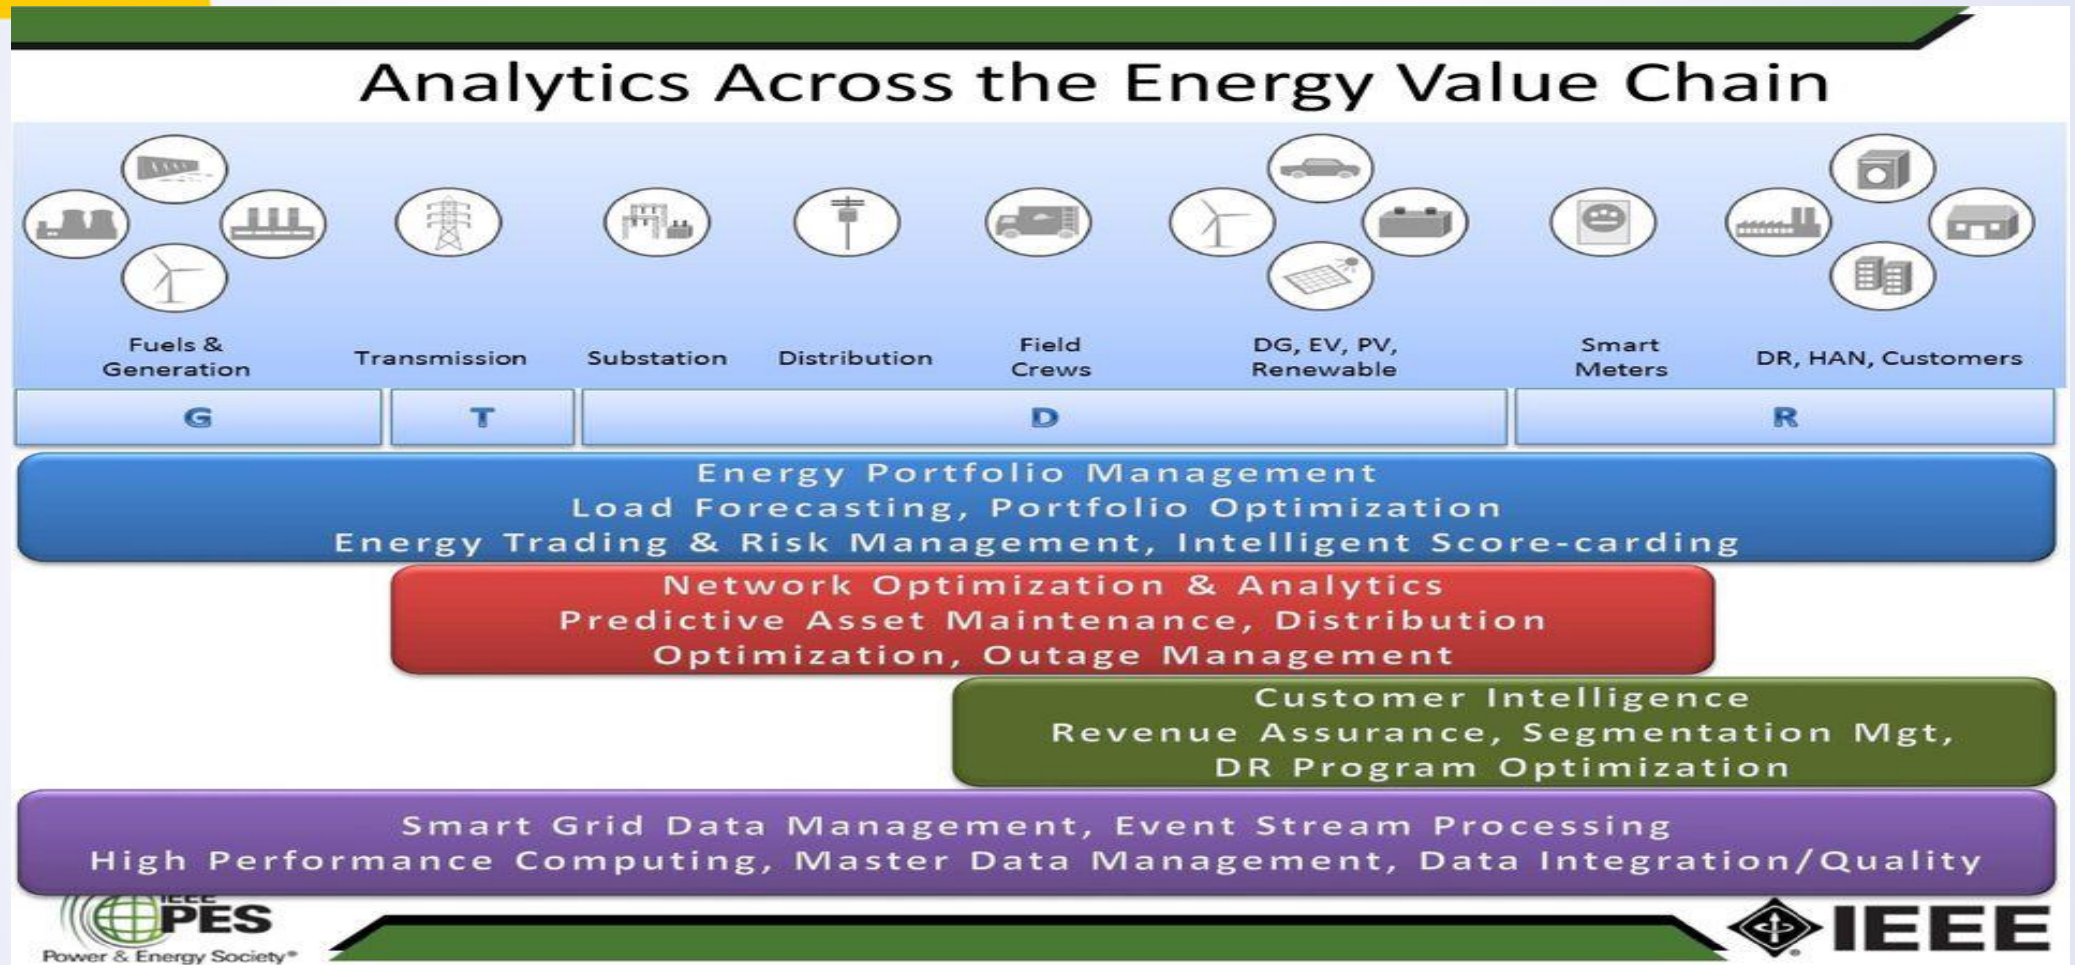 Analytics Across the Energy Value Chain
Fuels &
Generation
Transmission
Substation
Distribution
Field
Crews
DG, EV, PV,
Renewable
Smart
Meters
DR, HAN, Customers
G
T
D
R
Energy Portfolio Management
Load Forecasting, Portfolio Optimization
Energy Trading & Risk Management, Intelligent Score-carding
Network Optimization & Analytics
Predictive Asset Maintenance, Distribution
Optimization, Outage Management
Customer Intelligence
Revenue Assurance, Segmentation Mgt,
DR Program Optimization
Smart Grid Data Management, Event Stream Processing
High Performance Computing, Master Data Management, Data Integration/Quality
IEEE
PES
Power & Energy Society®
IEEE